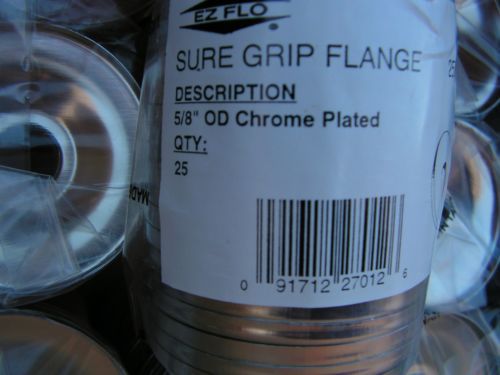 EZ FLO
SURE GRIP FLANGE
DESCRIPTION
5/8" OD Chrome Plated
QTY:
25
0 91712 27012 6